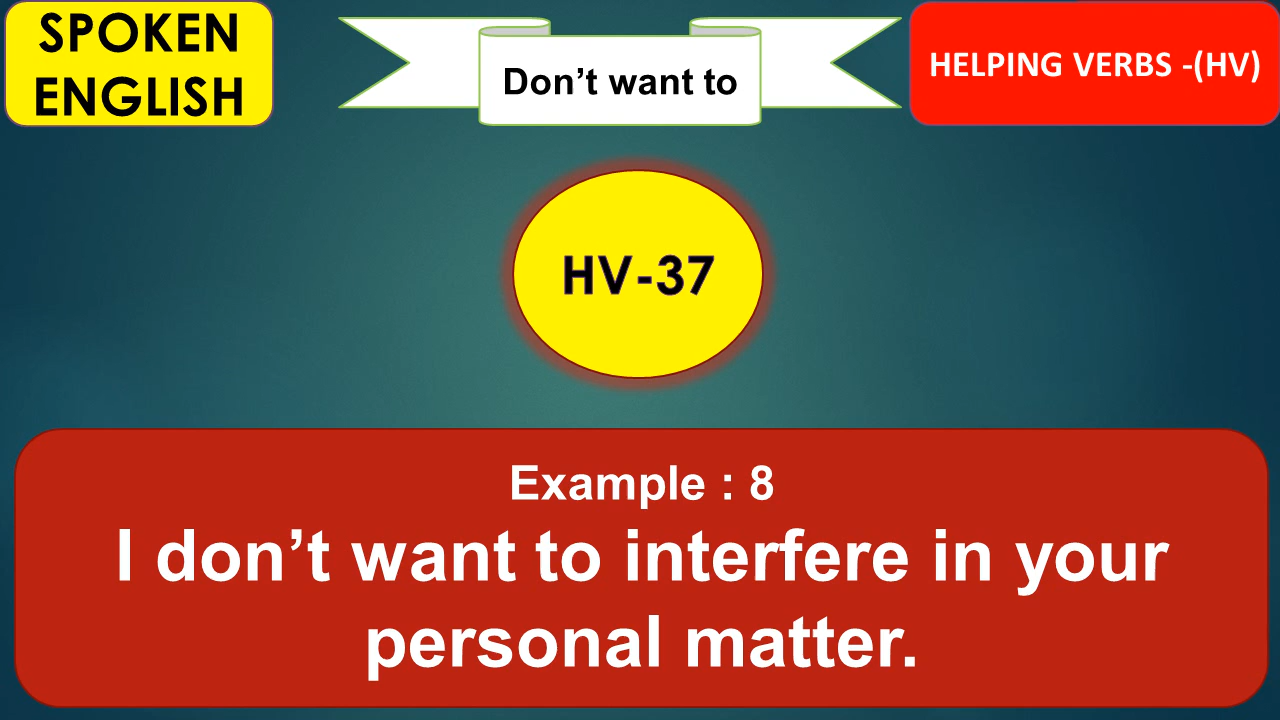 SPOKEN
ENGLISH
Don’t want to
HELPING VERBS -(HV)
HV-37
Example : 8
I don’t want to interfere in your
personal matter.